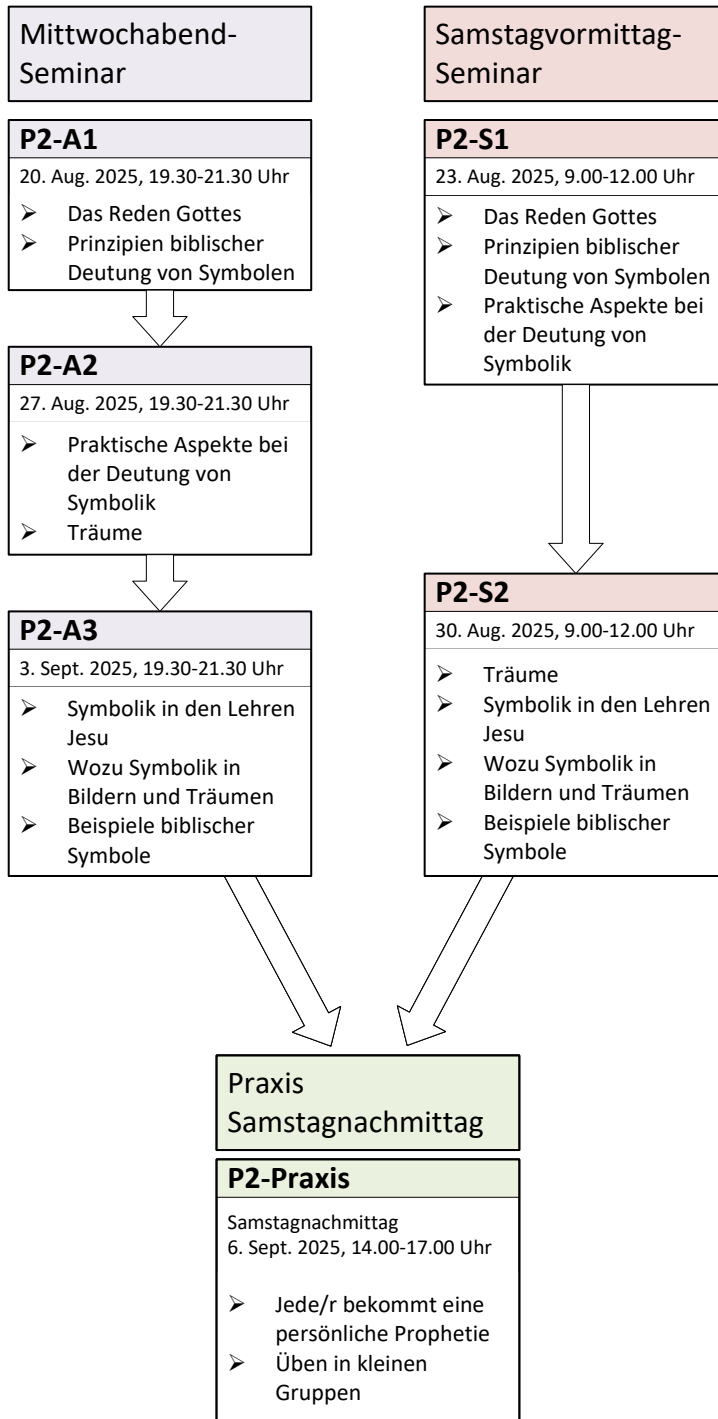 Mittwochabend-
Seminar
P2-A1
20. Aug. 2025, 19.30-21.30 Uhr
➢ Das Reden Gottes
➢ Prinzipien biblischer
Deutung von Symbolen
P2-A2
27. Aug. 2025, 19.30-21.30 Uhr
➢ Praktische Aspekte bei
der Deutung von
Symbolik
➢ Träume
P2-A3
3. Sept. 2025, 19.30-21.30 Uhr
➢ Symbolik in den Lehren
Jesu
➢ Wozu Symbolik in
Bildern und Träumen
➢ Beispiele biblischer
Symbole
Samstagvormittag-
Seminar
P2-S1
23. Aug. 2025, 9.00-12.00 Uhr
➢ Das Reden Gottes
➢ Prinzipien biblischer
Deutung von Symbolen
➢ Praktische Aspekte bei
der Deutung von
Symbolik
P2-S2
30. Aug. 2025, 9.00-12.00 Uhr
➢ Träume
➢ Symbolik in den Lehren
Jesu
➢ Wozu Symbolik in
Bildern und Träumen
➢ Beispiele biblischer
Symbole
Praxis
Samstagnachmittag
P2-Praxis
Samstagnachmittag
6. Sept. 2025, 14.00-17.00 Uhr
➢ Jede/r bekommt eine
persönliche Prophetie
➢ Üben in kleinen
Gruppen